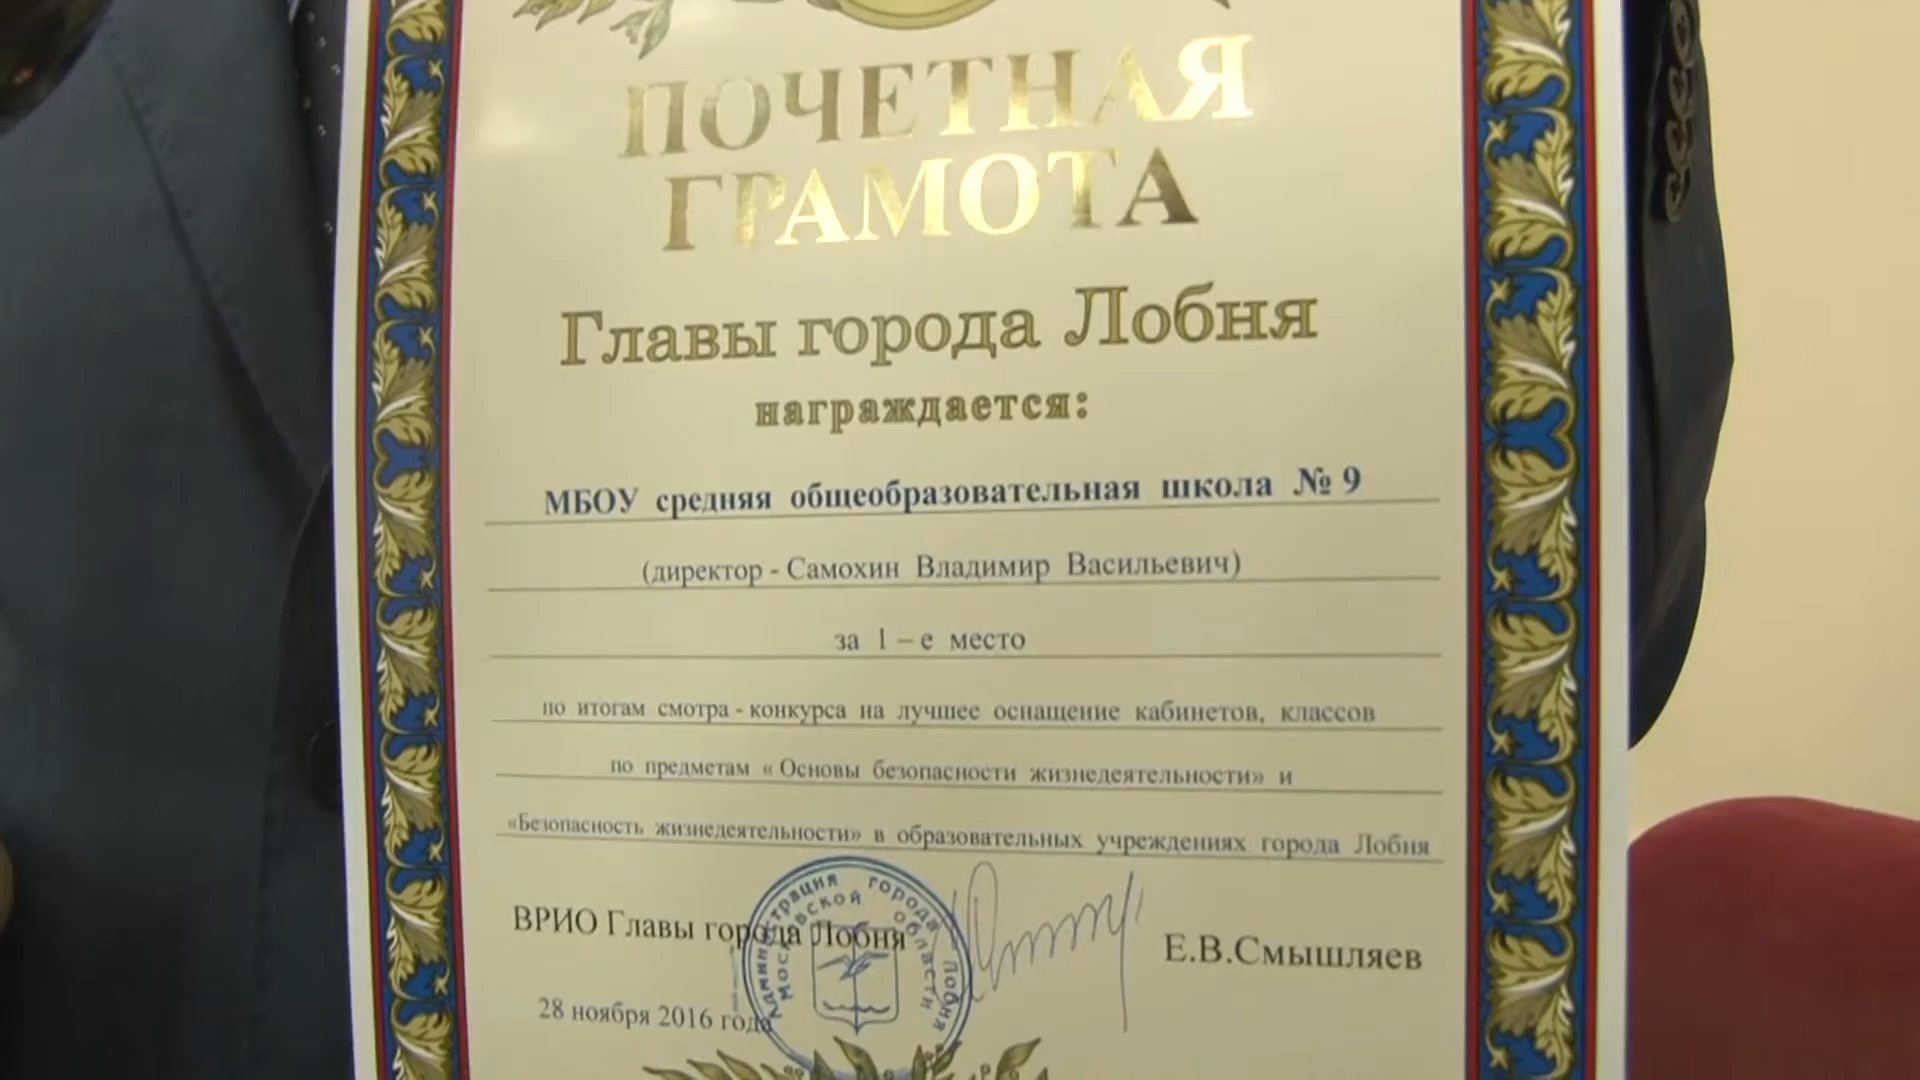 ПОЧЕТНАЯ
ГРАМОТА
Главы города Лобня
награждается:
МБОУ средняя общеобразовательная школа № 9
(директор - Самохин Владимир Васильевич)
за 1 – е место
по итогам смотра - конкурса на лучшее оснащение кабинетов, классов
по предметам « Основы безопасности жизнедеятельности» и
«Безопасность жизнедеятельности» в образовательных учреждениях города Лобня
ВРИО Главы города Лобня
Е.В.Смышляев
28 ноября 2016 года
Администрация города Лобня
Московской области